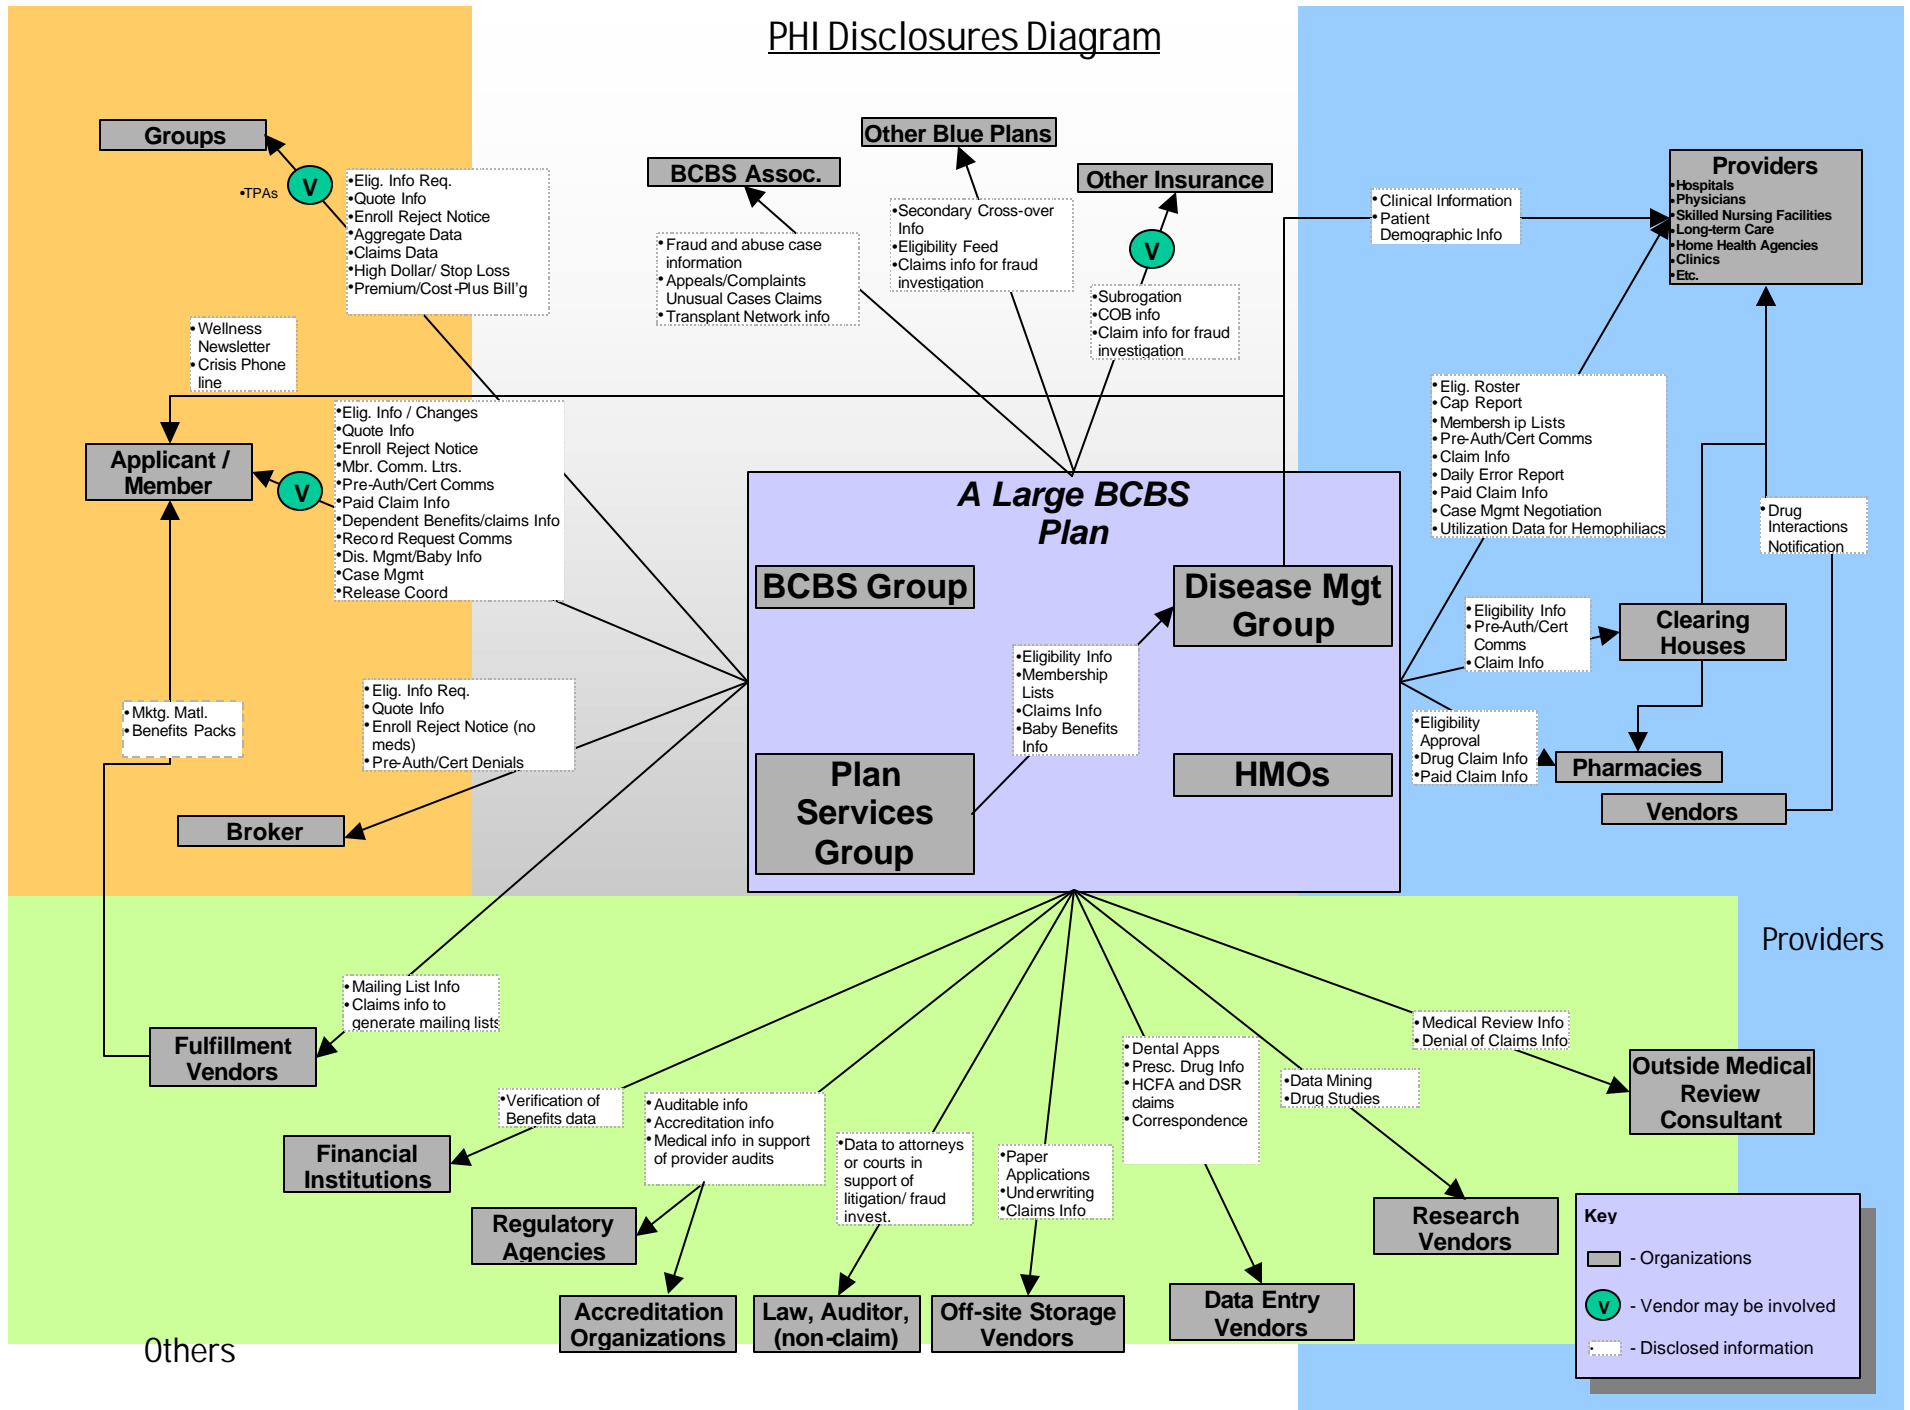 PHI Disclosures Diagram
Groups
•TPAs
V
•Elig. Info Req.
•Quote Info
•Enroll Reject Notice
•Aggregate Data
•Claims Data
•High Dollar/ Stop Loss
•Premium/Cost-Plus Bill'g
BCBS Assoc.
•Fraud and abuse case
information
•Appeals/Complaints
Unusual Cases Claims
•Transplant Network info
Other Blue Plans
•Secondary Cross-over
Info
•Eligibility Feed
•Claims info for fraud
investigation
Other Insurance
V
•Subrogation
•COB info
•Claim info for fraud
investigation
•Clinical Information
•Patient
Demographic Info
Providers
•Hospitals
•Physicians
•Skilled Nursing Facilities
•Long-term Care
•Home Health Agencies
•Clinics
•Etc.
•Wellness
Newsletter
•Crisis Phone
line
Applicant /
Member
V
•Elig. Info / Changes
•Quote Info
•Enroll Reject Notice
•Mbr. Comm. Ltrs.
•Pre-Auth/Cert Comms
•Paid Claim Info
•Dependent Benefits/claims Info
•Record Request Comms
•Dis. Mgmt/Baby Info
•Case Mgmt
•Release Coord
•Elig. Roster
•Cap Report
•Membersh ip Lists
•Pre-Auth/Cert Comms
•Claim Info
•Daily Error Report
•Paid Claim Info
•Case Mgmt Negotiation
•Utilization Data for Hemophiliacs
•Drug
Interactions
Notification
A Large BCBS
Plan
BCBS Group
Disease Mgt
Group
•Eligibility Info
•Membership
Lists
•Claims Info
•Baby Benefits
Info
Plan
Services
Group
HMOs
•Eligibility Info
•Pre-Auth/Cert
Comms
•Claim Info
Clearing
Houses
•Eligibility
Approval
•Drug Claim Info
•Paid Claim Info
Pharmacies
Vendors
•Mktg. Matl.
•Benefits Packs
•Elig. Info Req.
•Quote Info
•Enroll Reject Notice (no
meds)
•Pre-Auth/Cert Denials
Broker
Providers
•Mailing List Info
•Claims info to
generate mailing lists
Fulfillment
Vendors
•Verification of
Benefits data
Financial
Institutions
•Auditable info
•Accreditation info
•Medical info in support
of provider audits
Regulatory
Agencies
Accreditation
Organizations
•Data to attorneys
or courts in
support of
litigation/ fraud
invest.
Law, Auditor,
(non-claim)
•Paper
Applications
•Underwriting
•Claims Info
Off-site Storage
Vendors
•Dental Apps
•Presc. Drug Info
•HCFA and DSR
claims
•Correspondence
Data Entry
Vendors
•Data Mining
•Drug Studies
Research
Vendors
•Medical Review Info
•Denial of Claims Info
Outside Medical
Review
Consultant
Others
Key
- Organizations
V - Vendor may be involved
- Disclosed information